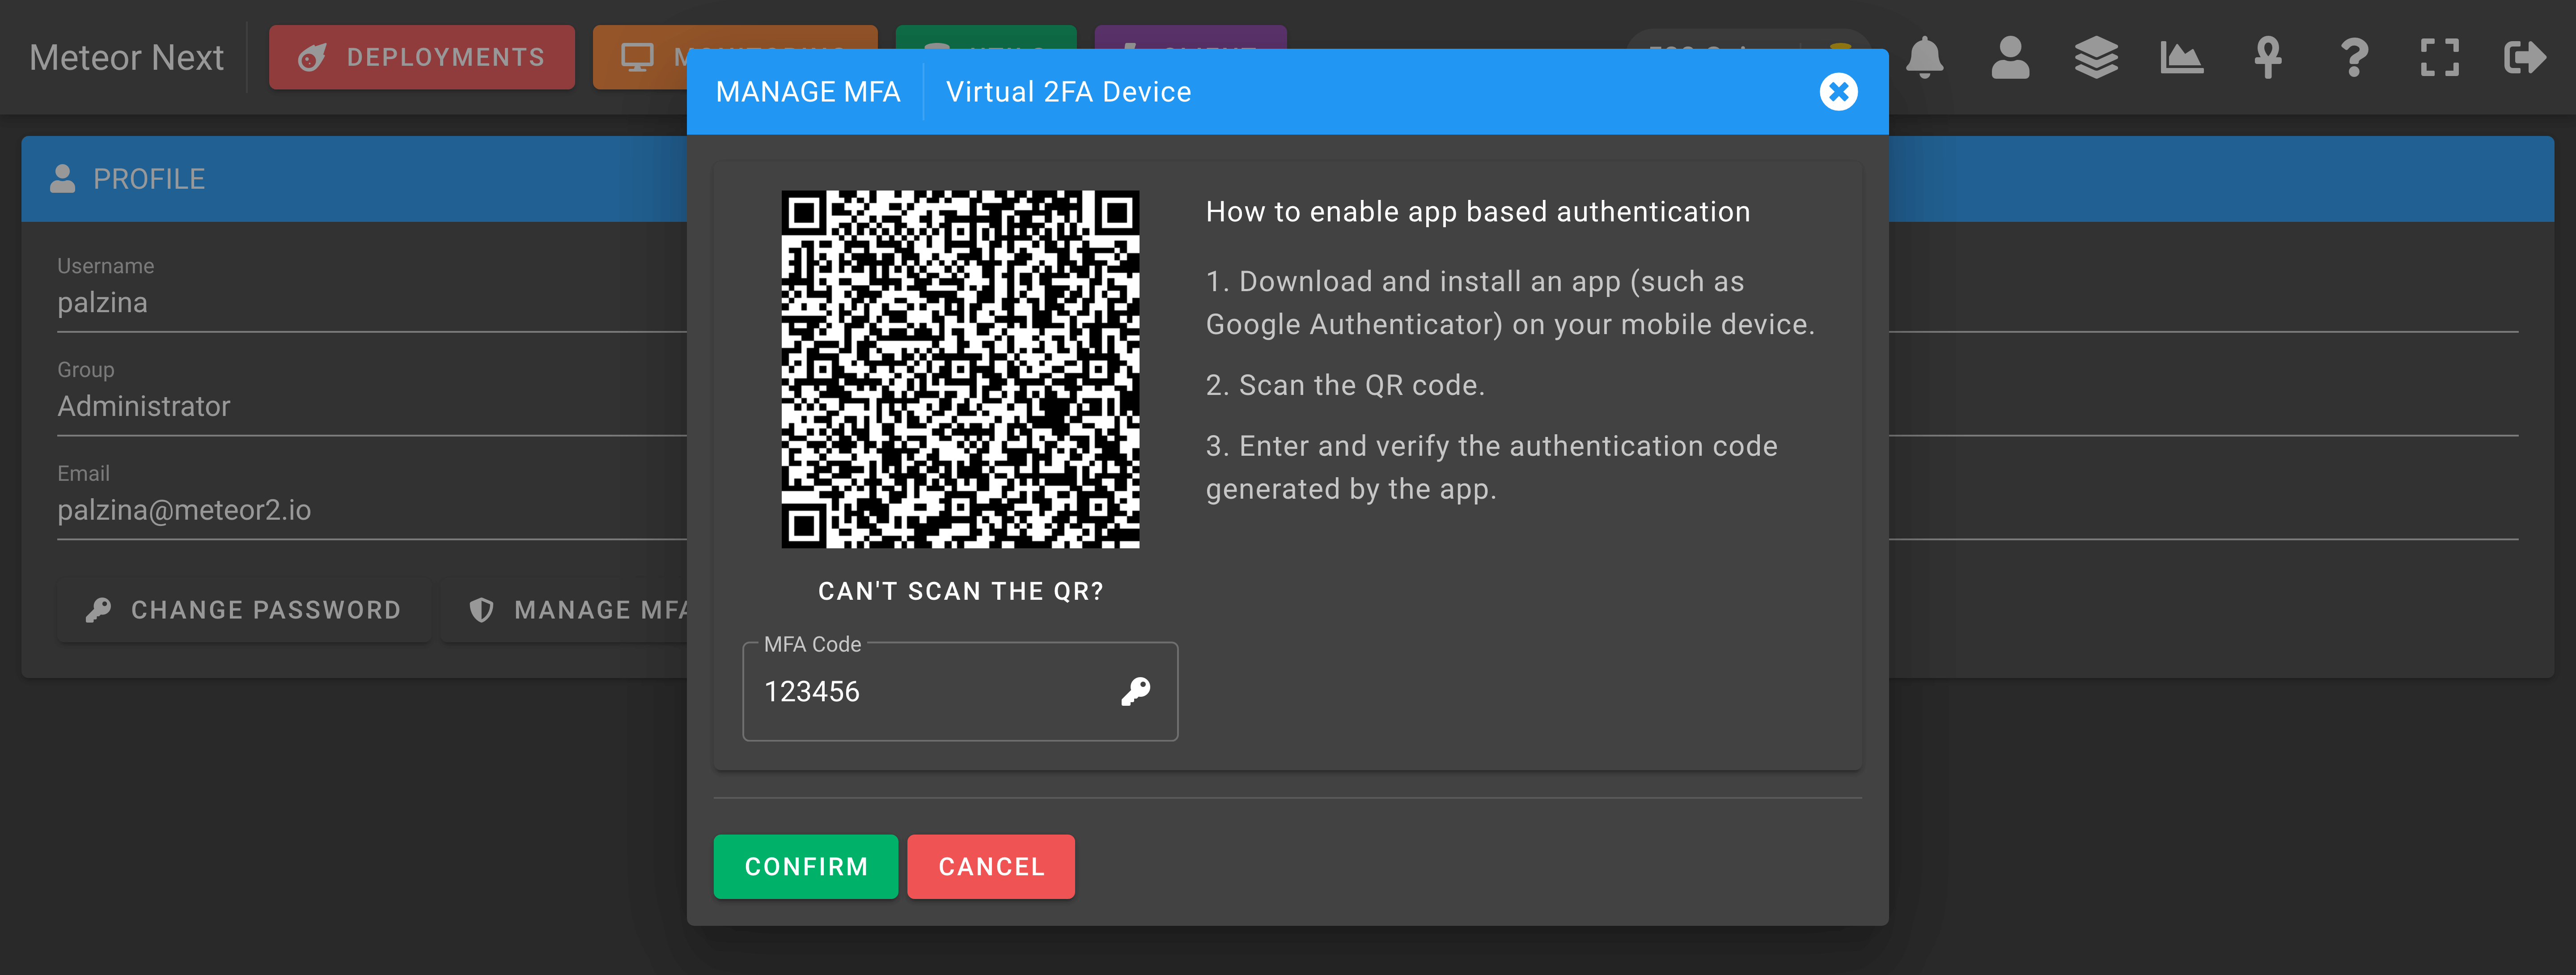 Meteor Next
DEPLOYMENTS
MANAGE MFA
Virtual 2FA Device
PROFILE
Username
palzina
Group
Administrator
Email
palzina@meteor2.io
CHANGE PASSWORD
MANAGE MFA
How to enable app based authentication
1. Download and install an app (such as
Google Authenticator) on your mobile device.
2. Scan the QR code.
3. Enter and verify the authentication code
generated by the app.
CAN'T SCAN THE QR?
MFA Code
123456
CONFIRM
CANCEL